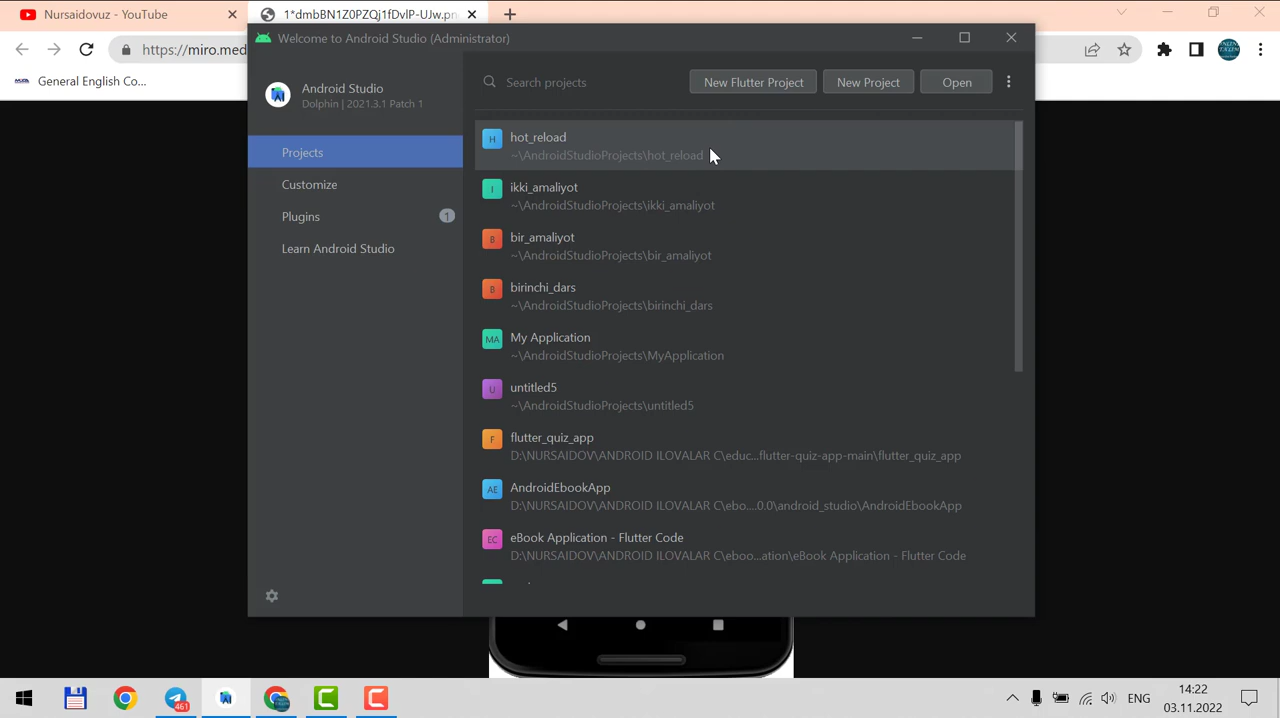 Nursaidovuz - YouTube
1*dmbBN1Z0PZQj1fDvlP-UJw.pn
https://miro.med
General English Co...
Welcome to Android Studio (Administrator)
Android Studio
Dolphin | 2021.3.1 Patch 1
Projects
Customize
Plugins
1
Learn Android Studio
Search projects
New Flutter Project
New Project
Open
H
hot_reload
~\AndroidStudioProjects\hot_reload
I
ikki_amaliyot
~\AndroidStudioProjects\ikki_amaliyot
B
bir_amaliyot
~\AndroidStudioProjects\bir_amaliyot
B
birinchi_dars
~\AndroidStudioProjects\birinchi_dars
MA
My Application
~\AndroidStudioProjects\MyApplication
U
untitled5
~\AndroidStudioProjects\untitled5
F
flutter_quiz_app
D:\NURSAIDOV\ANDROID ILOVALAR C\educ...flutter-quiz-app-main\flutter_quiz_app
AE
AndroidEbookApp
D:\NURSAIDOV\ANDROID ILOVALAR C\ebo....0.0\android_studio\AndroidEbookApp
EC
eBook Application - Flutter Code
D:\NURSAIDOV\ANDROID ILOVALAR C\eboo...ation\eBook Application - Flutter Code
461
ENG
14:22
03.11.2022